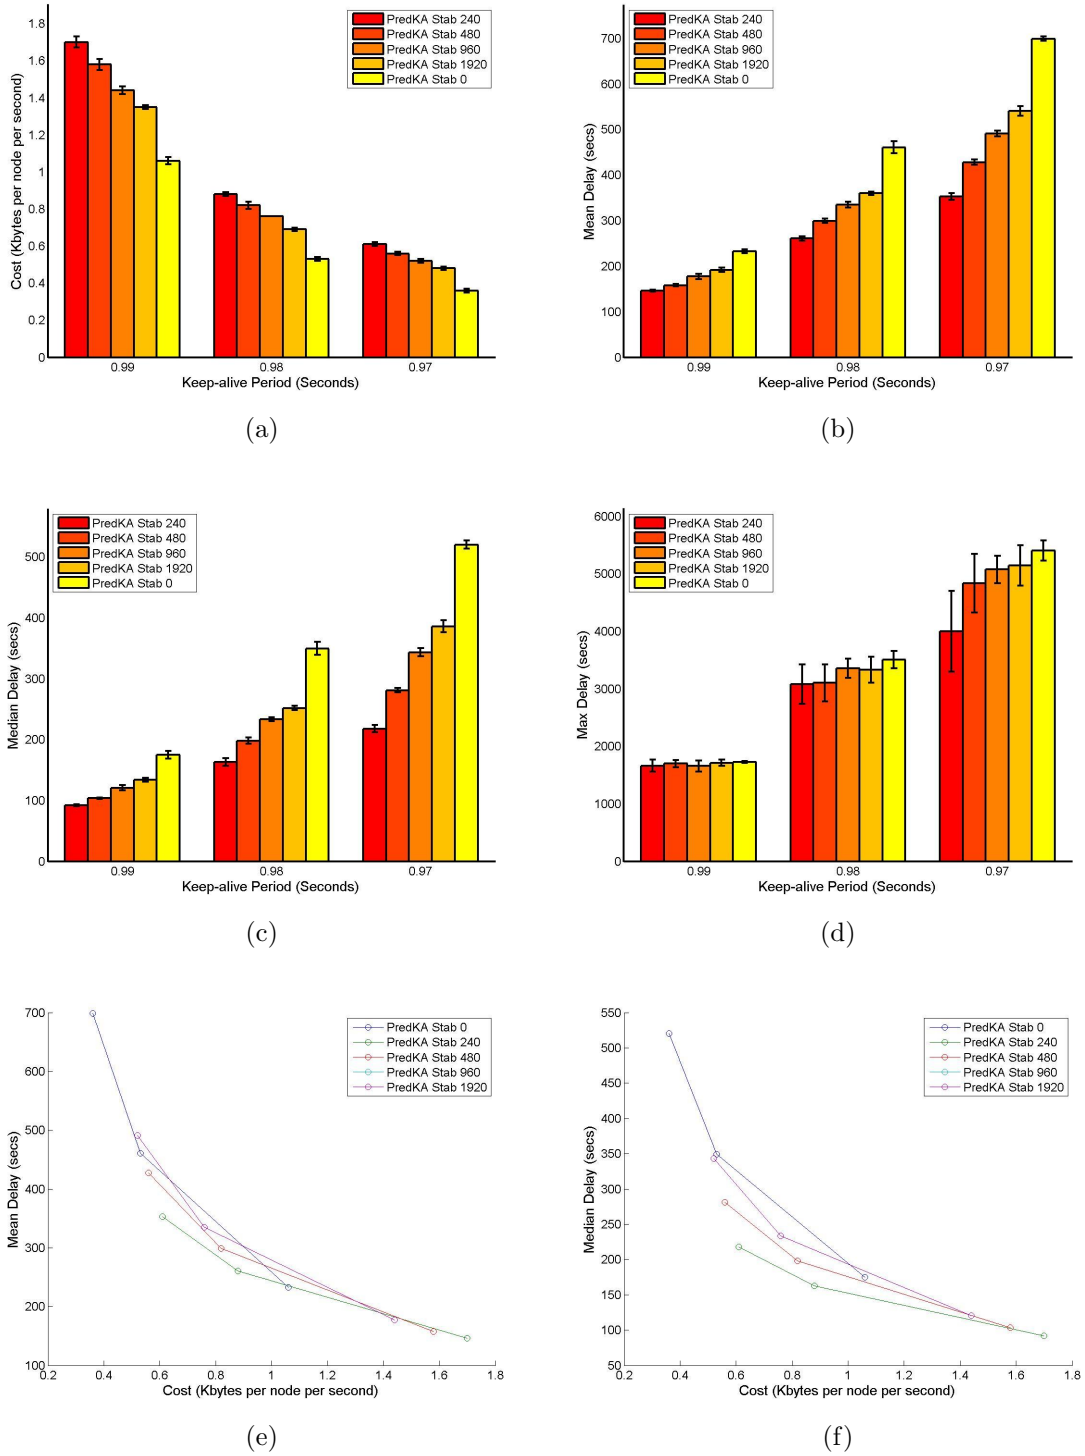 1.8
1.6
1.4
1.2
1
0.8
0.6
0.4
0.2
0
Cost (Kbytes per node per second)
PredKA Stab 240
PredKA Stab 480
PredKA Stab 960
PredKA Stab 1920
PredKA Stab 0
0.99 0.98 0.97
Keep-alive Period (Seconds)
(a)
700
600
500
400
300
200
100
0
Mean Delay (secs)
PredKA Stab 240
PredKA Stab 480
PredKA Stab 960
PredKA Stab 1920
PredKA Stab 0
0.99 0.98 0.97
Keep-alive Period (Seconds)
(b)
500
400
300
200
100
0
Median Delay (secs)
PredKA Stab 240
PredKA Stab 480
PredKA Stab 960
PredKA Stab 1920
PredKA Stab 0
0.99 0.98 0.97
Keep-alive Period (Seconds)
(c)
6000
5000
4000
3000
2000
1000
0
Max Delay (secs)
PredKA Stab 240
PredKA Stab 480
PredKA Stab 960
PredKA Stab 1920
PredKA Stab 0
0.99 0.98 0.97
Keep-alive Period (Seconds)
(d)
700
600
500
400
300
200
100
Mean Delay (secs)
PredKA Stab 0
PredKA Stab 240
PredKA Stab 480
PredKA Stab 960
PredKA Stab 1920
0.2 0.4 0.6 0.8 1 1.2 1.4 1.6 1.8
Cost (Kbytes per node per second)
(e)
550
500
450
400
350
300
250
200
150
100
50
Median Delay (secs)
PredKA Stab 0
PredKA Stab 240
PredKA Stab 480
PredKA Stab 960
PredKA Stab 1920
0.2 0.4 0.6 0.8 1 1.2 1.4 1.6 1.8
Cost (Kbytes per node per second)
(f)